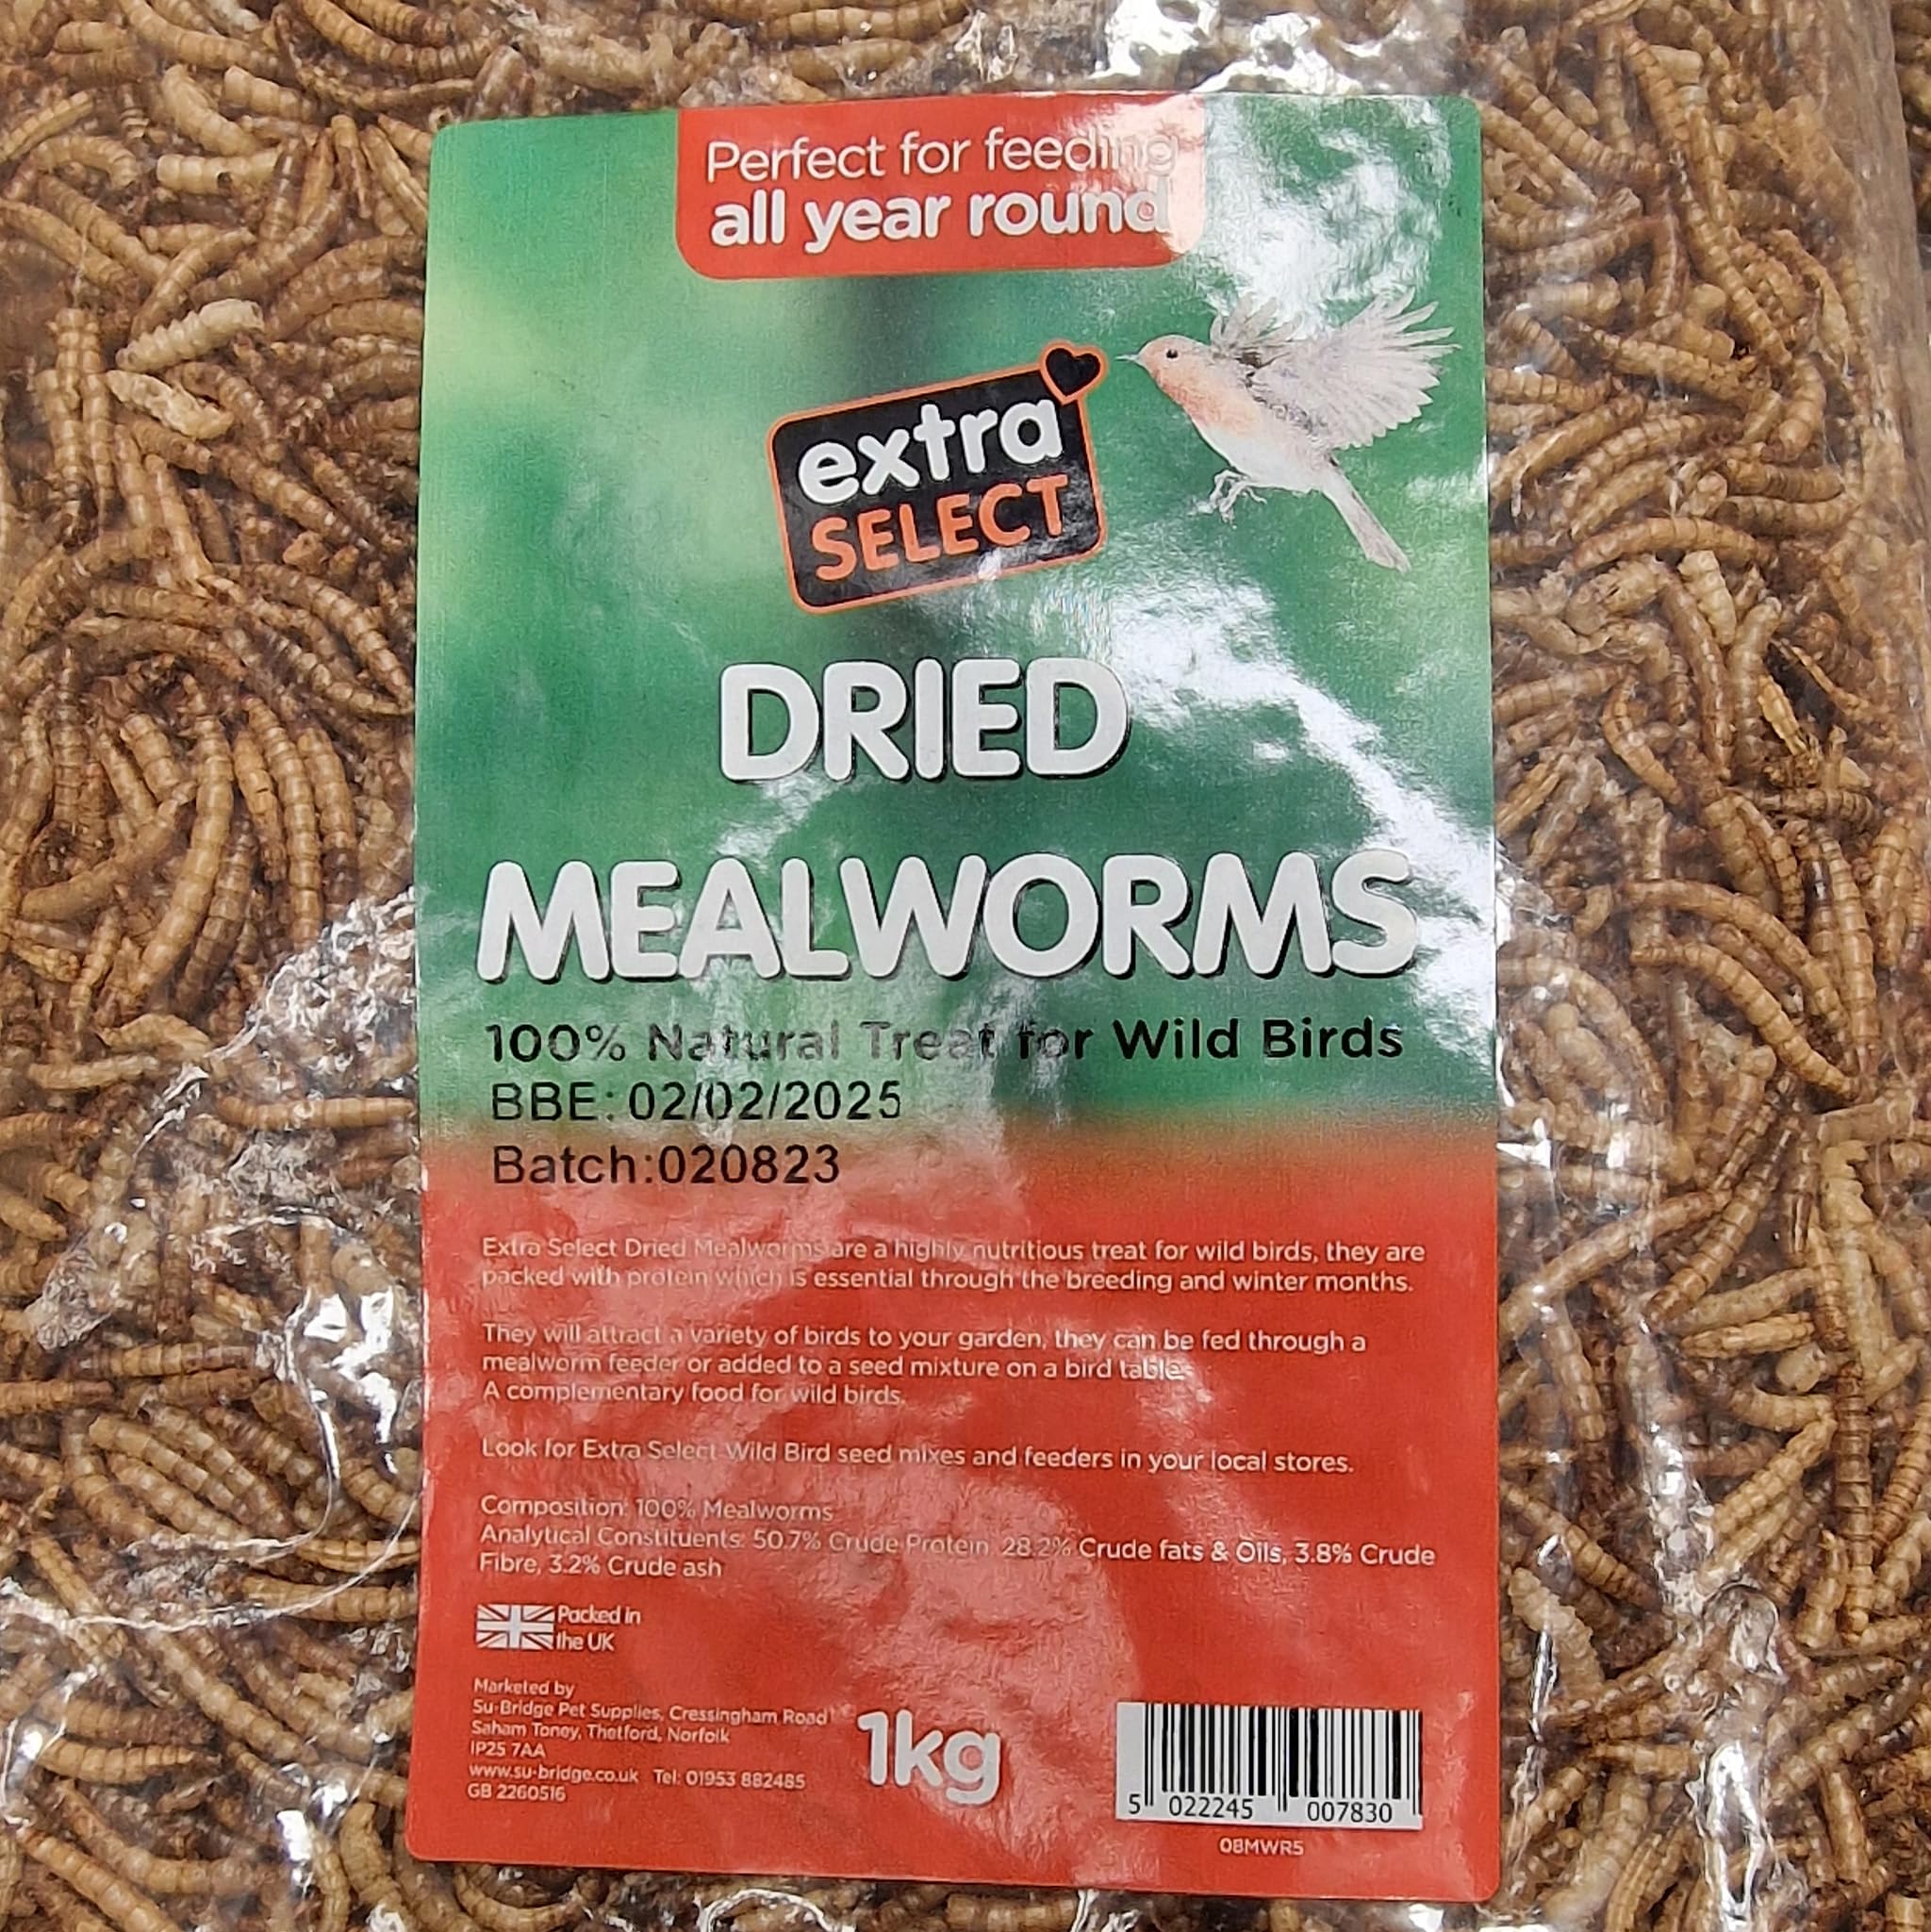 Perfect for feeding
all year round
extra
SELECT
DRIED
MEALWORMS
100% Natural Treat for Wild Birds
BBE: 02/02/2025
Batch:020823
Extra Select Dried Mealworms are a highly nutritious treat for wild birds, they are
packed with protein which is essential through the breeding and winter months.
They will attract a variety of birds to your garden, they can be fed through a
mealworm feeder or added to a seed mixture on a bird table.
A complementary food for wild birds.
Look for Extra Select Wild Bird seed mixes and feeders in your local stores.
Composition: 100% Mealworms
Analytical Constituents: 50.7% Crude Protein, 28.2% Crude fats & Oils, 3.8% Crude
Fibre, 3.2% Crude ash
Packed in
the UK
Marketed by
Su-Bridge Pet Supplies, Cressingham Road
Saham Toney, Thetford, Norfolk
IP25 7AA
www.su-bridge.co.uk Tel: 01953 882485
GB 2260516
1kg
5 022245 007830
08MWR5